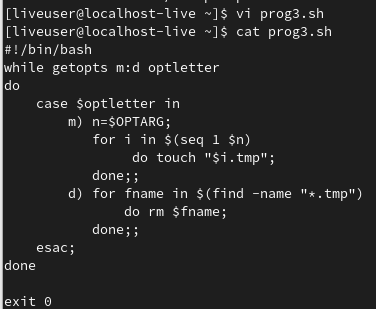 [liveuser@localhost-live ~]$ vi prog3.sh
[liveuser@localhost-live ~]$ cat prog3.sh
#!/bin/bash
while getopts m:d optletter
do
    case $optletter in
        m) n=$OPTARG;
           for i in $(seq 1 $n)
                do touch "$i.tmp";
           done;;
        d) for fname in $(find -name "*.tmp")
               do rm $fname;
           done;;
    esac;
done

exit 0